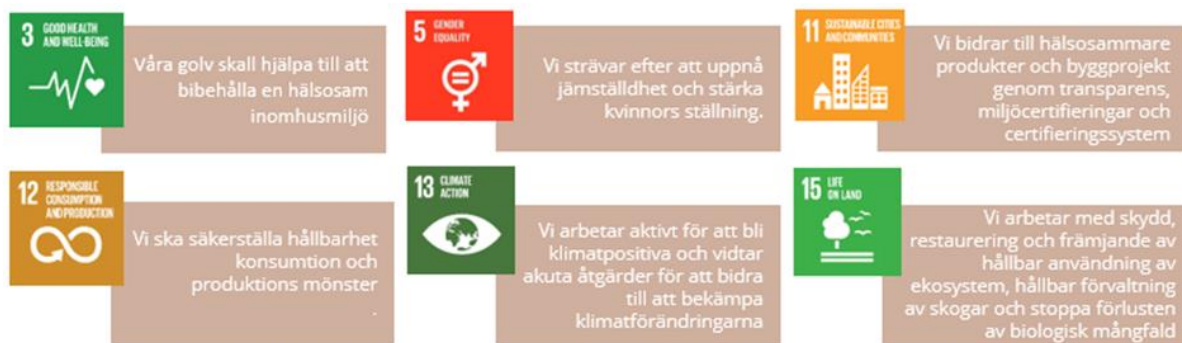 3 GOOD HEALTH
AND WELL-BEING
Våra golv skall hjälpa till att
bibehålla en hälsosam
inomhusmiljö
5 GENDER
EQUALITY
Vi strävar efter att uppnå
jämställdhet och stärka
kvinnors ställning.
11 SUSTAINABLE CITIES
AND COMMUNITIES
Vi bidrar till hälsosammare
produkter och byggprojekt
genom transparens,
miljöcertifieringar och
certifieringssystem
12 RESPONSIBLE
CONSUMPTION
AND PRODUCTION
Vi ska säkerställa hållbarhet
konsumtion och
produktions mönster
.
13 CLIMATE
ACTION
Vi arbetar aktivt för att bli
klimatpositiva och vidtar
akuta åtgärder för att bidra
till att bekämpa
klimatförändringarna
15 LIFE
ON LAND
Vi arbetar med skydd,
restaurering och främjande av
hållbar användning av
ekosystem, hållbar förvaltning
av skogar och stoppa förlusten
av biologisk mångfald